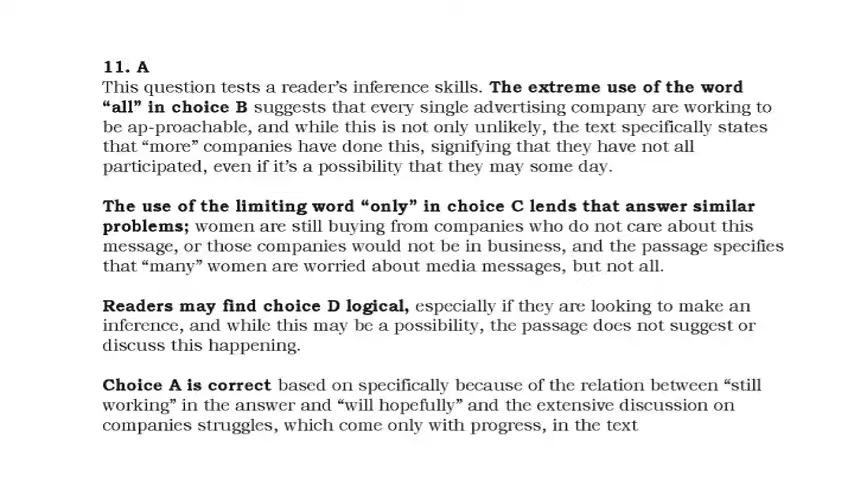 11. A
This question tests a reader’s inference skills. The extreme use of the word
“all” in choice B suggests that every single advertising company are working to
be ap-proachable, and while this is not only unlikely, the text specifically states
that “more” companies have done this, signifying that they have not all
participated, even if it’s a possibility that they may some day.
The use of the limiting word “only” in choice C lends that answer similar
problems; women are still buying from companies who do not care about this
message, or those companies would not be in business, and the passage specifies
that “many” women are worried about media messages, but not all.
Readers may find choice D logical, especially if they are looking to make an
inference, and while this may be a possibility, the passage does not suggest or
discuss this happening.
Choice A is correct based on specifically because of the relation between “still
working” in the answer and “will hopefully” and the extensive discussion on
companies struggles, which come only with progress, in the text